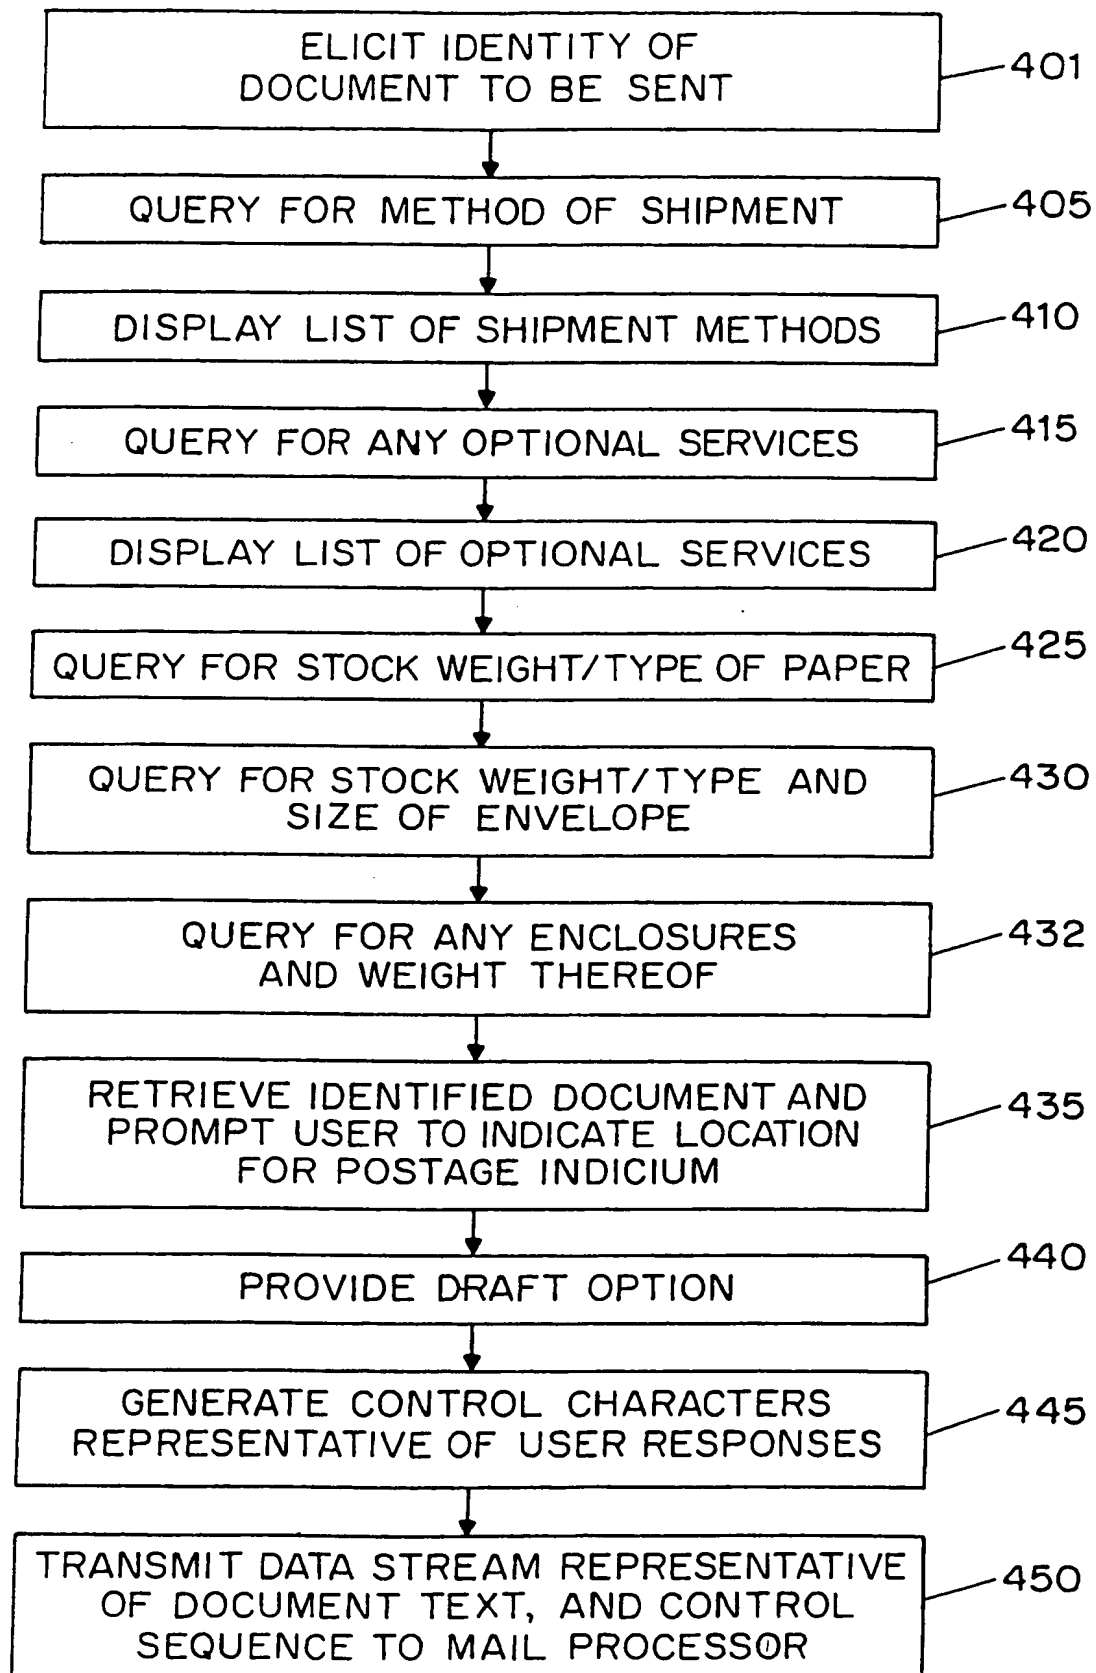 ELICIT IDENTITY OF
DOCUMENT TO BE SENT
401
QUERY FOR METHOD OF SHIPMENT
405
DISPLAY LIST OF SHIPMENT METHODS
410
QUERY FOR ANY OPTIONAL SERVICES
415
DISPLAY LIST OF OPTIONAL SERVICES
420
QUERY FOR STOCK WEIGHT/TYPE OF PAPER
425
QUERY FOR STOCK WEIGHT/TYPE AND
SIZE OF ENVELOPE
430
QUERY FOR ANY ENCLOSURES
AND WEIGHT THEREOF
432
RETRIEVE IDENTIFIED DOCUMENT AND
PROMPT USER TO INDICATE LOCATION
FOR POSTAGE INDICIUM
435
PROVIDE DRAFT OPTION
440
GENERATE CONTROL CHARACTERS
REPRESENTATIVE OF USER RESPONSES
445
TRANSMIT DATA STREAM REPRESENTATIVE
OF DOCUMENT TEXT, AND CONTROL
SEQUENCE TO MAIL PROCESSOR
450